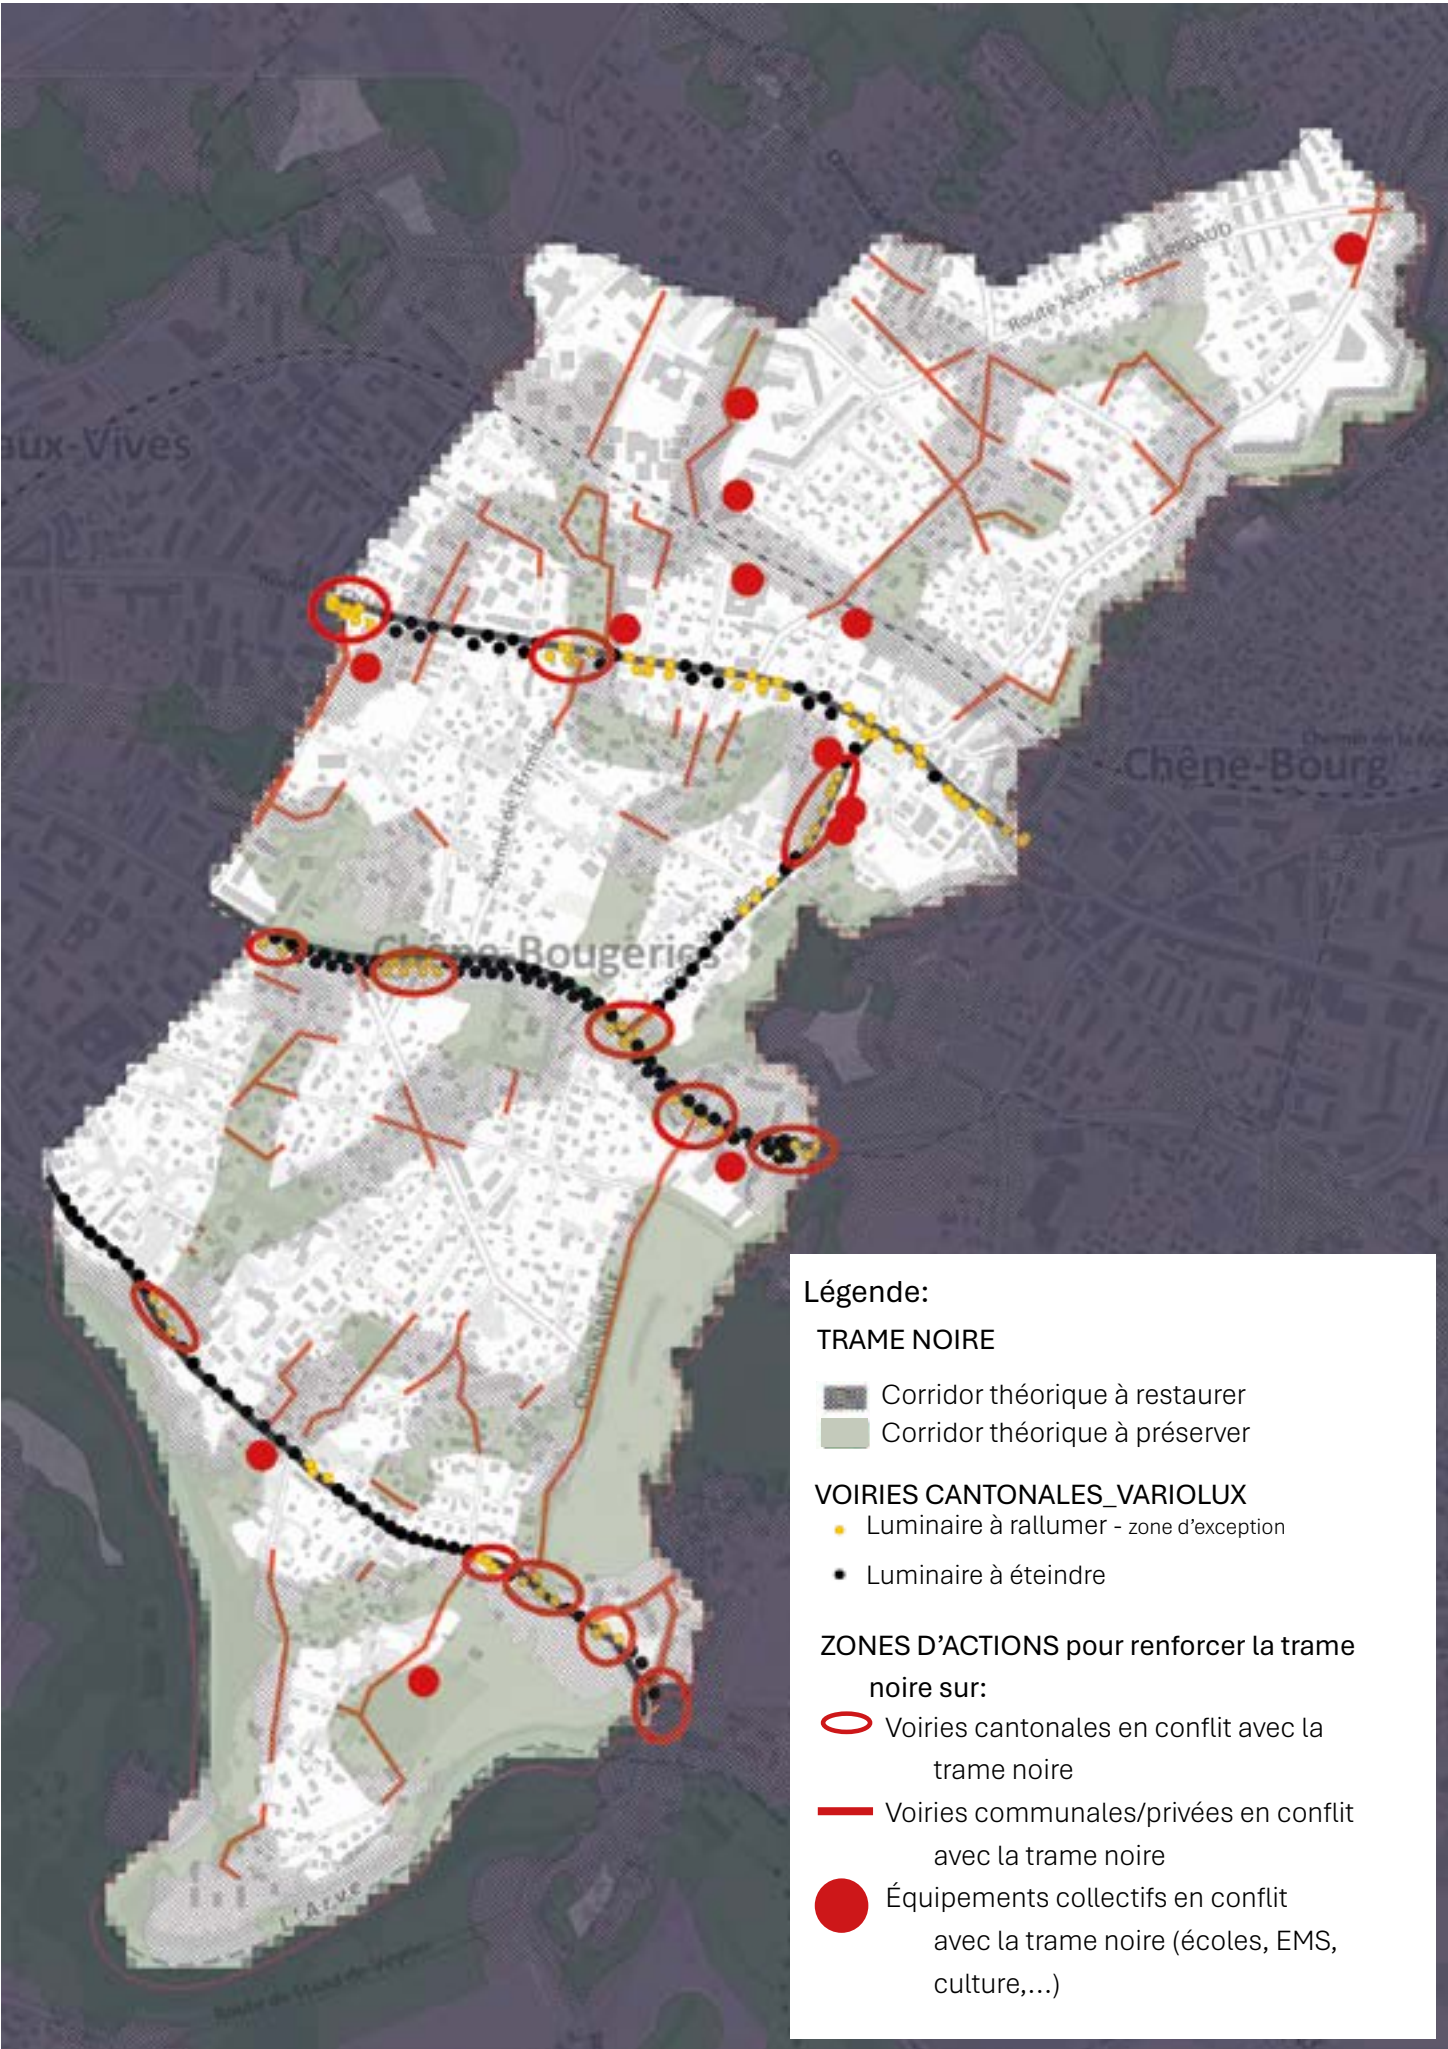 Route Jean-Jacques-RIGAUD
aux-Vives
Chêne-Bourg
Avenue de l'Ermitage
Chêne-Bougeries
L'Arve
Légende:
TRAME NOIRE
Corridor théorique à restaurer
Corridor théorique à préserver
VOIRIES CANTONALES_VARIOLUX
Luminaire à rallumer - zone d'exception
Luminaire à éteindre
ZONES D'ACTIONS pour renforcer la trame
noire sur:
Voiries cantonales en conflit avec la
trame noire
Voiries communales/privées en conflit
avec la trame noire
Équipements collectifs en conflit
avec la trame noire (écoles, EMS,
culture,...)